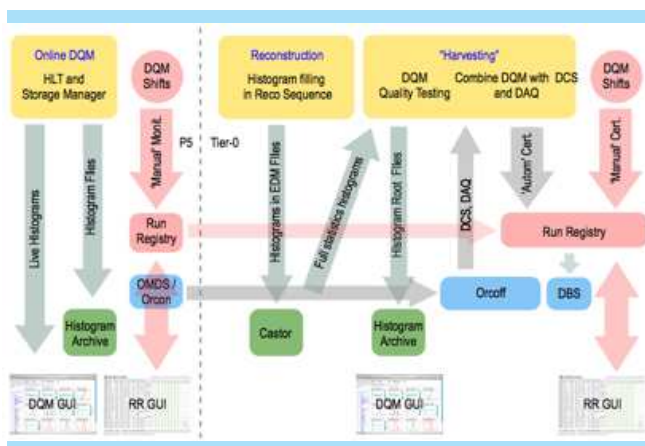 Online DQM
HLT and
Storage Manager
DQM
Shifts
Reconstruction
Histogram filling
in Reco Sequence
"Harvesting"
DQM
Quality Testing
Combine DQM with DCS
and DAQ
DQM
Shifts
Live Histograms
Histogram Files
'Manual' Monit.
P5
Tier-0
Histograms in EDM Files
Full statistics histograms
Histogram Root Files
DCS, DAQ
'Autom' Cert.
'Manual' Cert.
Run
Registry
Run Registry
OMDS /
Orcon
Orcoff
DBS
Histogram
Archive
Castor
Histogram
Archive
DQM GUI
RR GUI
DQM GUI
RR GUI